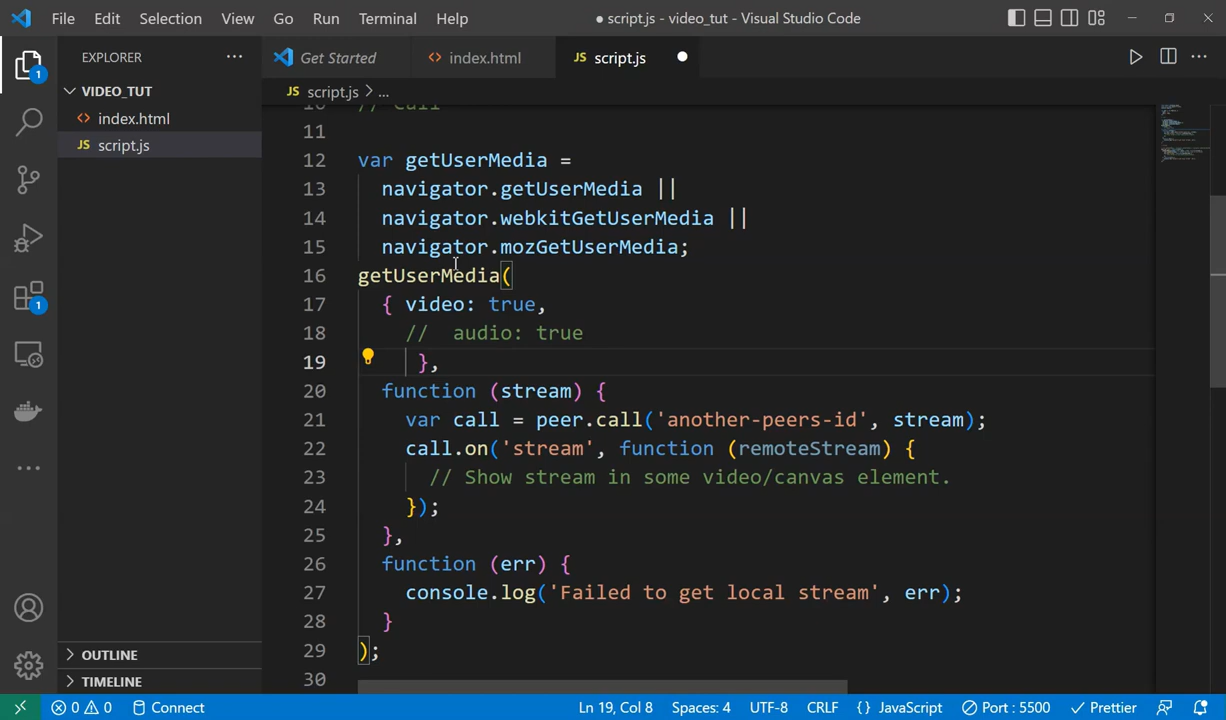 File Edit Selection View Go Run Terminal Help ● script.js - video_tut - Visual Studio Code
EXPLORER ···
Get Started <> index.html JS script.js ●
JS script.js > ...
VIDEO_TUT
<> index.html
JS script.js
1
1
10 // Call
11
12 var getUserMedia =
13 navigator.getUserMedia ||
14 navigator.webkitGetUserMedia ||
15 navigator.mozGetUserMedia;
16 getUserMedia(
17 { video: true,
18 // audio: true
19 },
20 function (stream) {
21 var call = peer.call('another-peers-id', stream);
22 call.on('stream', function (remoteStream) {
23 // Show stream in some video/canvas element.
24 });
25 },
26 function (err) {
27 console.log('Failed to get local stream', err);
28 }
29 );
30
OUTLINE
TIMELINE
0 0 Connect Ln 19, Col 8 Spaces: 4 UTF-8 CRLF {} JavaScript Port : 5500 ✓ Prettier